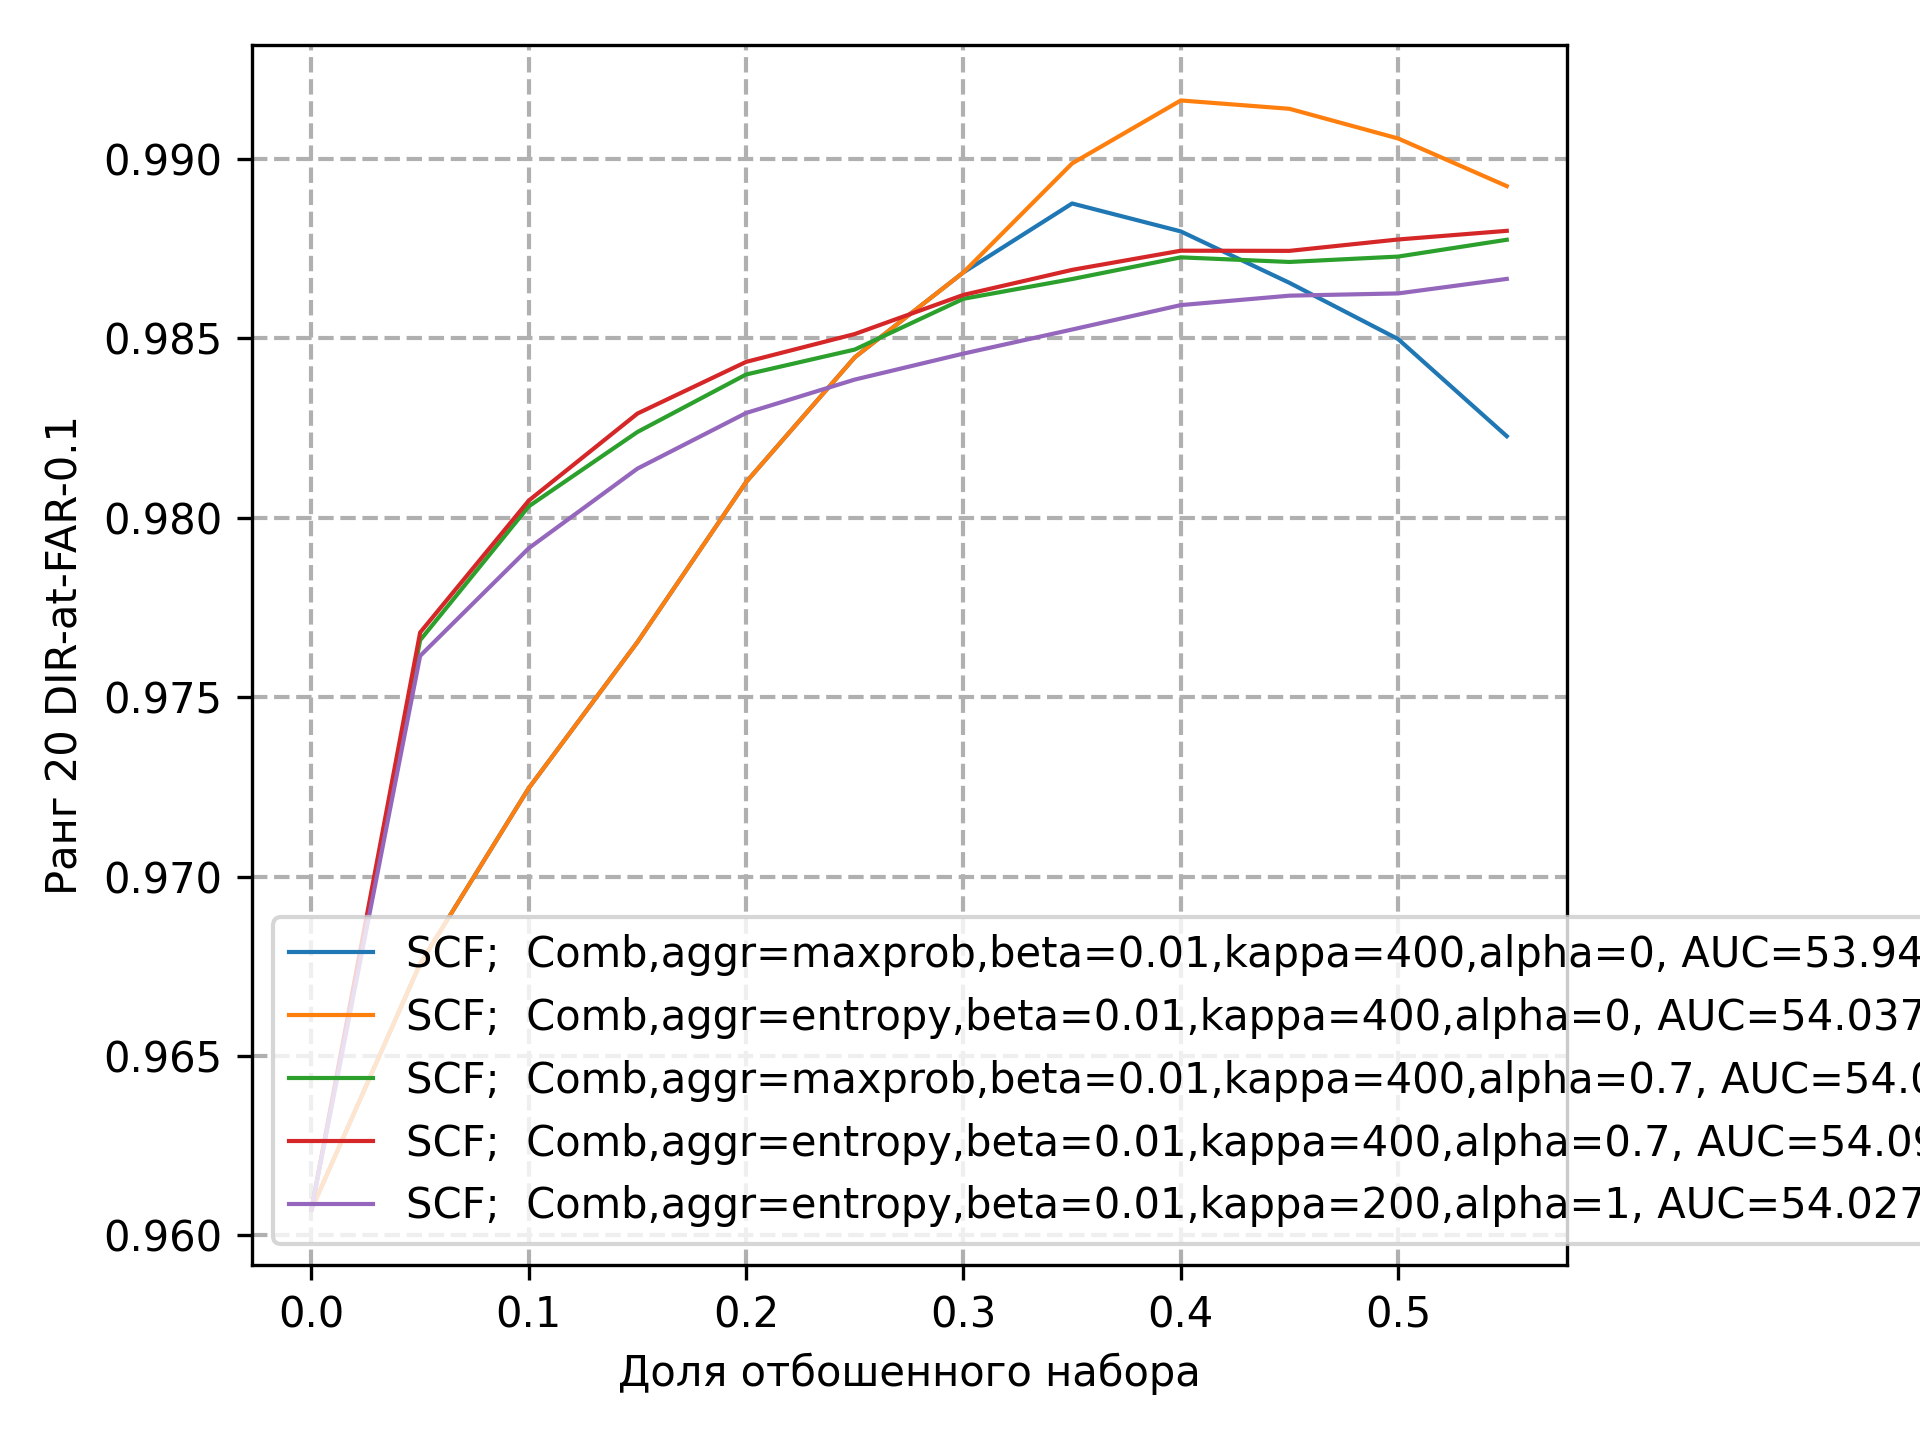 Ранг 20 DIR-at-FAR-0.1
0.990
0.985
0.980
0.975
0.970
0.965
0.960
SCF;  Comb,aggr=maxprob,beta=0.01,kappa=400,alpha=0, AUC=53.94
SCF;  Comb,aggr=entropy,beta=0.01,kappa=400,alpha=0, AUC=54.037
SCF;  Comb,aggr=maxprob,beta=0.01,kappa=400,alpha=0.7, AUC=54.0
SCF;  Comb,aggr=entropy,beta=0.01,kappa=400,alpha=0.7, AUC=54.09
SCF;  Comb,aggr=entropy,beta=0.01,kappa=200,alpha=1, AUC=54.027
0.0 0.1 0.2 0.3 0.4 0.5
Доля отбошенного набора